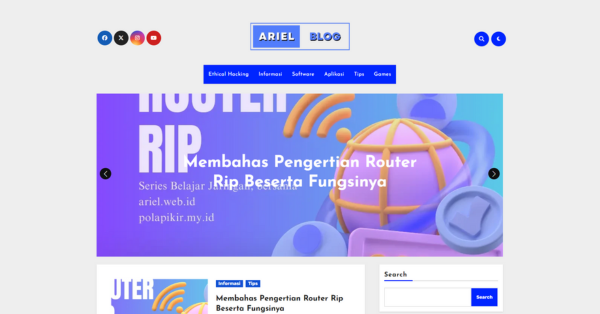 ARIEL BLOG
Ethical Hacking Informasi Software Aplikasi Tips Games
ROUTER
RIP
Membahas Pengertian Router
Rip Beserta Fungsinya
Series Belajar Jaringan, bersama
ariel.web.id
polapikir.my.id
UTER
Informasi Tips
Membahas Pengertian Router Rip
Beserta Fungsinya
Search
Search